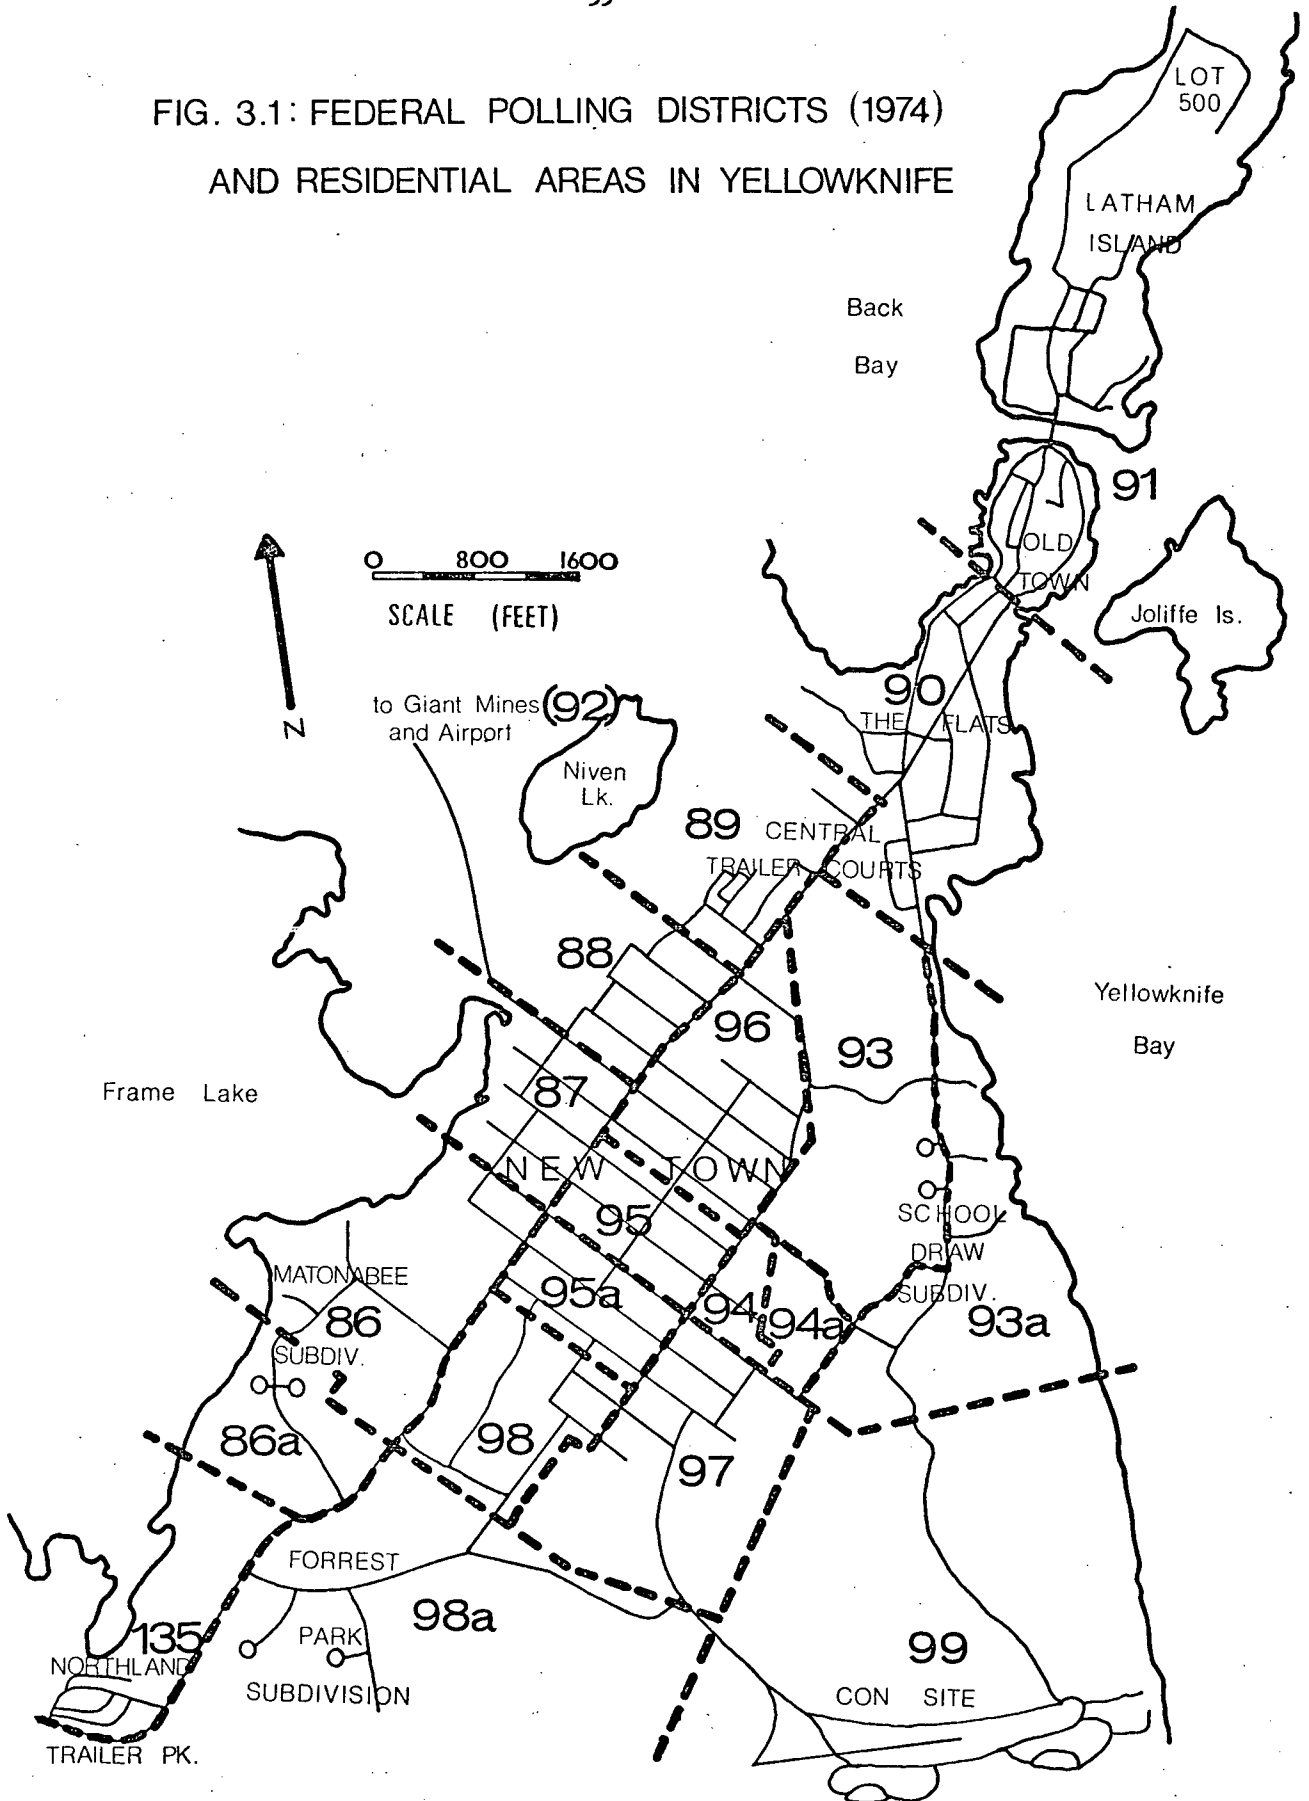 FIG. 3.1: FEDERAL POLLING DISTRICTS (1974)
AND RESIDENTIAL AREAS IN YELLOWKNIFE
LOT
500
LATHAM
ISLAND
Back
Bay
91
OLD
TOWN
Joliffe Is.
0 800 1600
SCALE (FEET)
N
to Giant Mines (92)
and Airport
Niven
Lk.
90
THE FLATS
89 CENTRAL
TRAILER COURTS
88
96
93
Yellowknife
Bay
Frame Lake
87
NEW TOWN
95
SCHOOL
DRAW
SUBDIV.
MATONABEE
86
SUBDIV.
95a
94
94a
93a
86a
98
97
FORREST
98a
PARK
SUBDIVISION
135
NORTHLAND
TRAILER PK.
99
CON SITE